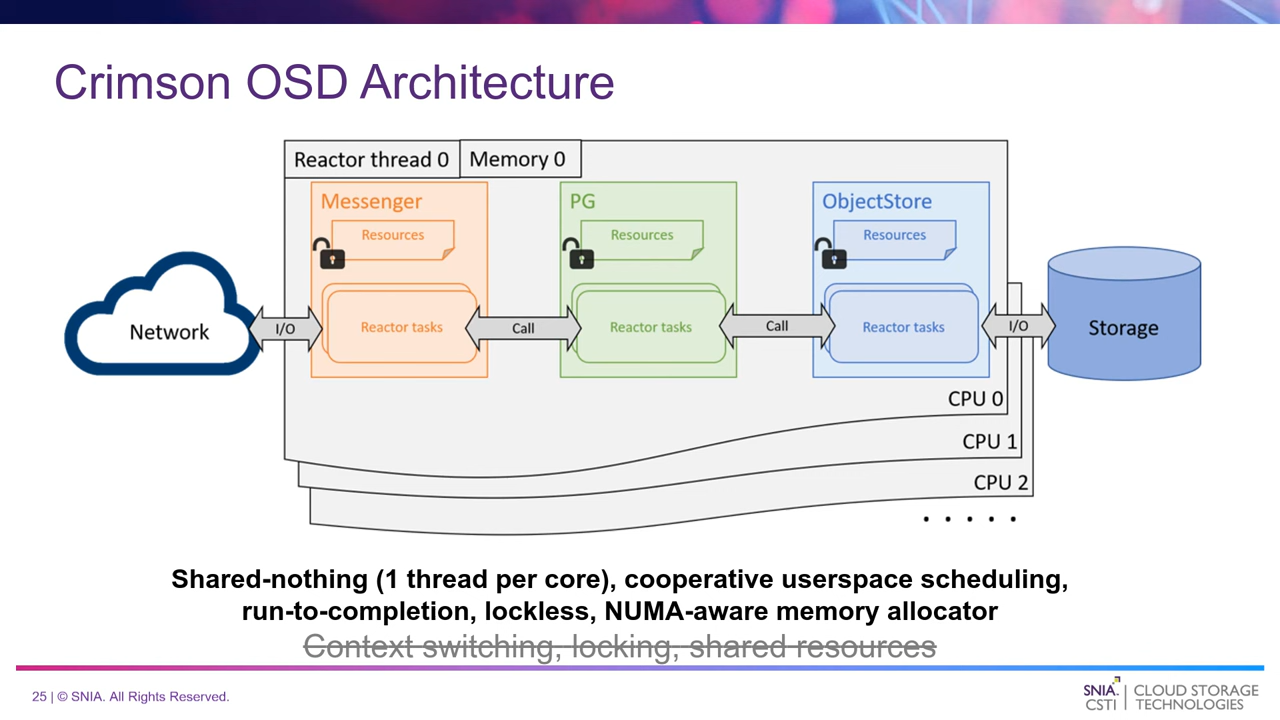 Crimson OSD Architecture
Reactor thread 0
Memory 0
Messenger
Resources
Reactor tasks
PG
Resources
Reactor tasks
ObjectStore
Resources
Reactor tasks
Network
I/O
Call
Call
I/O
Storage
CPU 0
CPU 1
CPU 2
. . . . .
Shared-nothing (1 thread per core), cooperative userspace scheduling,
run-to-completion, lockless, NUMA-aware memory allocator
Context switching, locking, shared resources
25 | © SNIA. All Rights Reserved.
SNIA.
CSTI
CLOUD STORAGE
TECHNOLOGIES